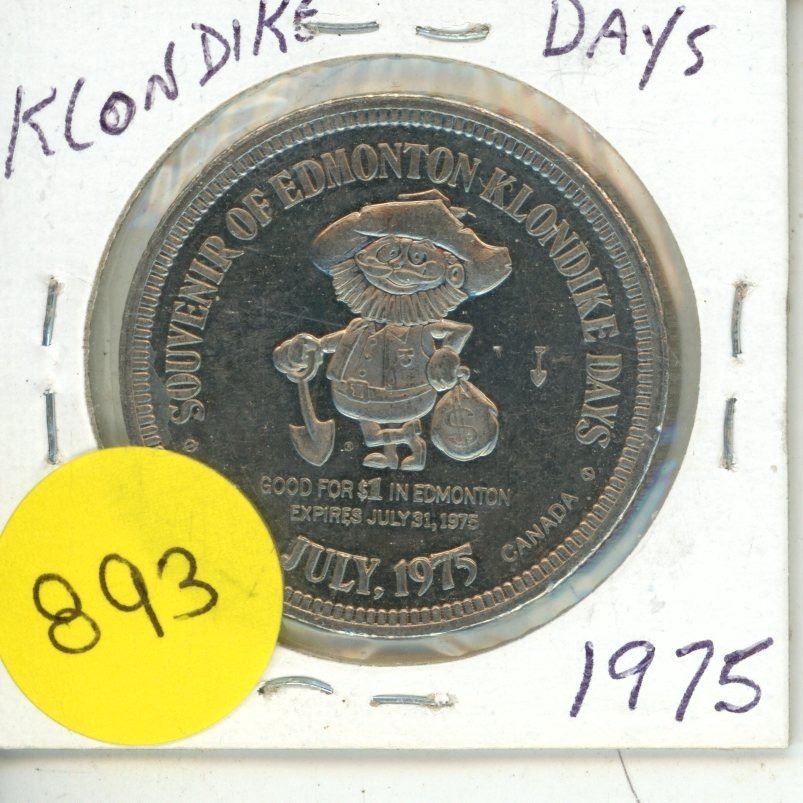 KLONDIKE DAYS
SOUVENIR OF EDMONTON KLONDIKE DAYS
$
GOOD FOR $1 IN EDMONTON
EXPIRES JULY 31, 1975
JULY, 1975
CANADA
893
1975